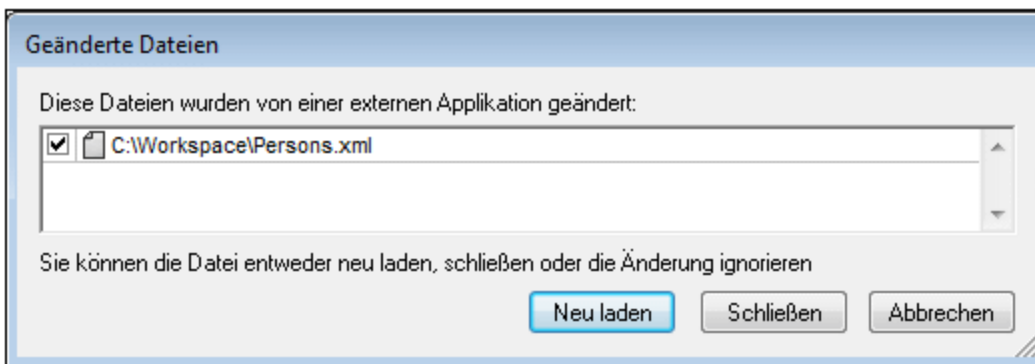 Geänderte Dateien
Diese Dateien wurden von einer externen Applikation geändert:
C:\Workspace\Persons.xml
Sie können die Datei entweder neu laden, schließen oder die Änderung ignorieren
Neu laden Schließen Abbrechen